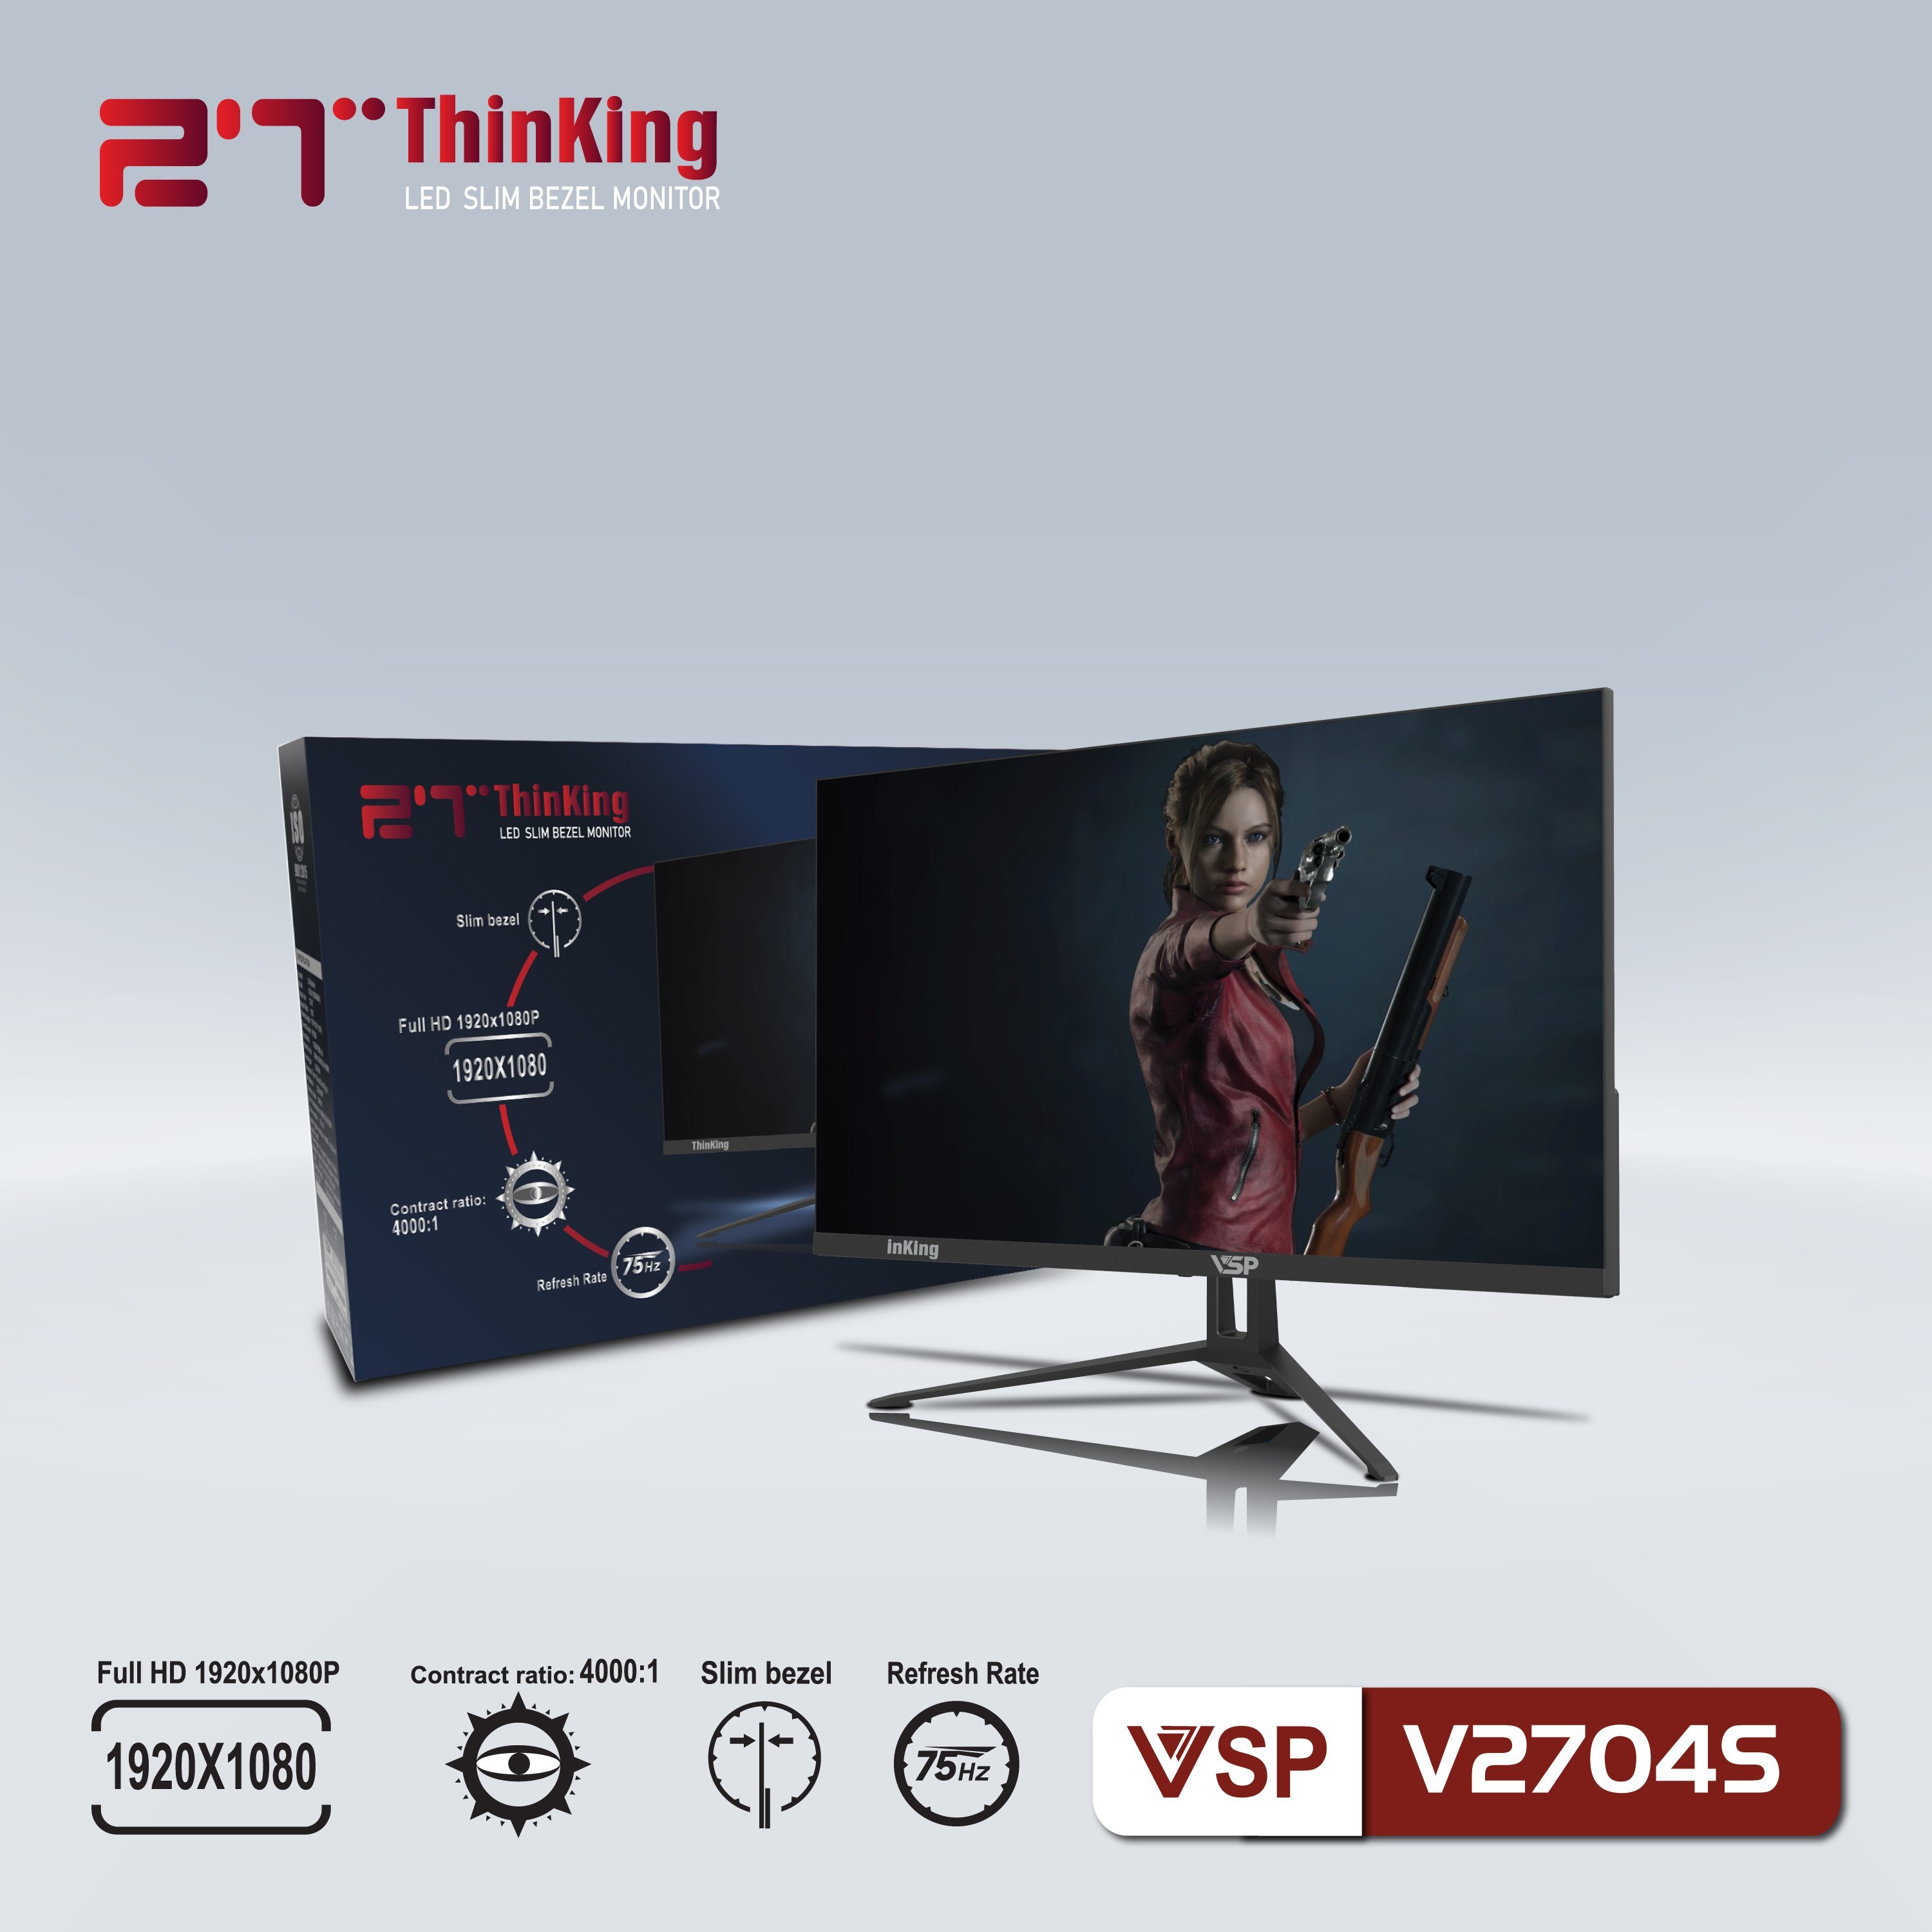 27" ThinKing
LED SLIM BEZEL MONITOR
27" ThinKing
LED SLIM BEZEL MONITOR
ISO
Slim bezel
Full HD 1920x1080P
1920X1080
Contract ratio:
4000:1
Refresh Rate
75Hz
ThinKing
inKIng
VSP
Full HD 1920x1080P
1920X1080
Contract ratio: 4000:1
Slim bezel
Refresh Rate
75Hz
VSP
V2704S